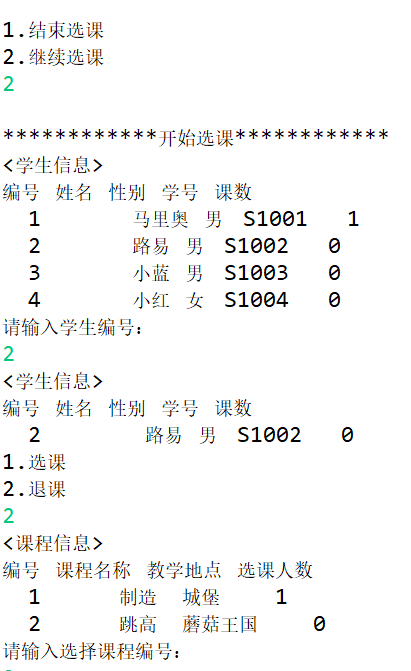 1.结束选课
2.继续选课
2
************开始选课************
<学生信息>
编号 姓名 性别 学号 课数
1 马里奥 男 S1001 1
2 路易 男 S1002 0
3 小蓝 男 S1003 0
4 小红 女 S1004 0
请输入学生编号:
2
<学生信息>
编号 姓名 性别 学号 课数
2 路易 男 S1002 0
1.选课
2.退课
2
<课程信息>
编号 课程名称 教学地点 选课人数
1 制造 城堡 1
2 跳高 蘑菇王国 0
请输入选择课程编号: